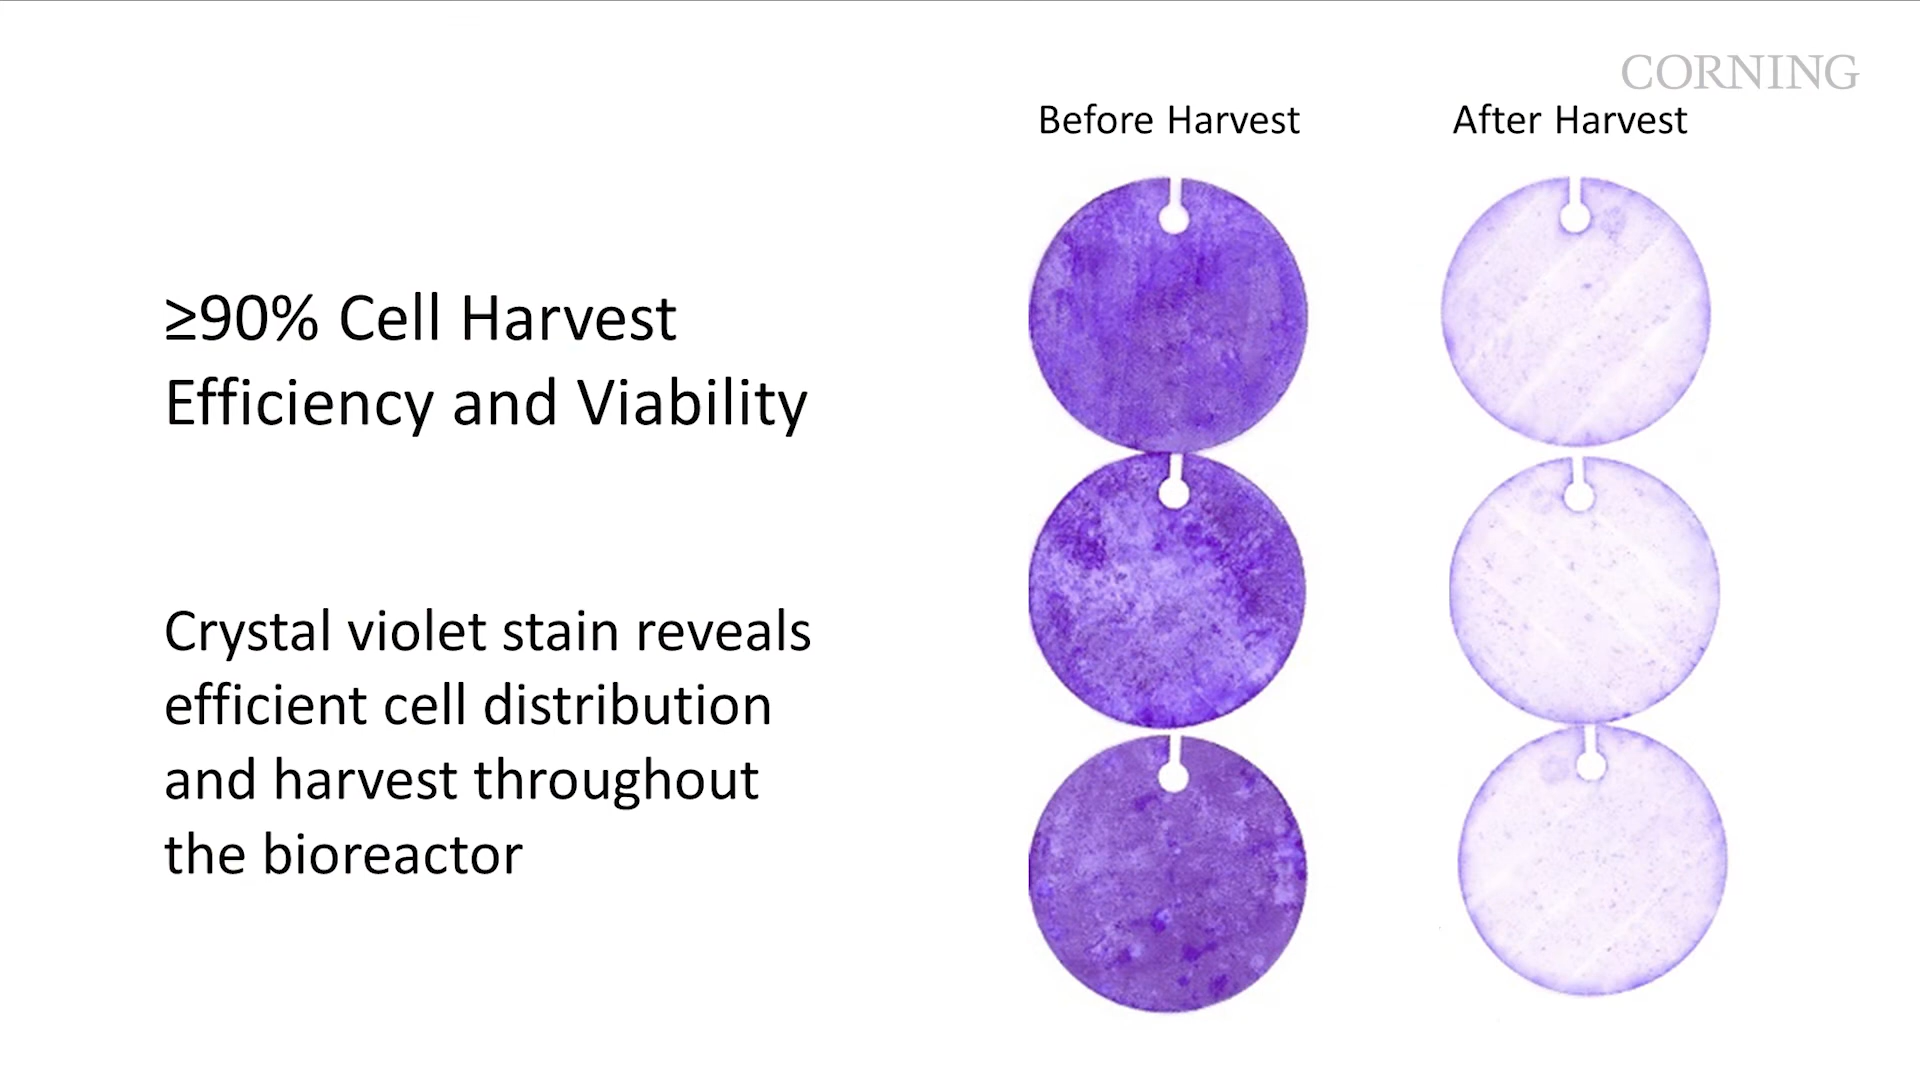 CORNING
Before Harvest
After Harvest
≥90% Cell Harvest
Efficiency and Viability
Crystal violet stain reveals
efficient cell distribution
and harvest throughout
the bioreactor